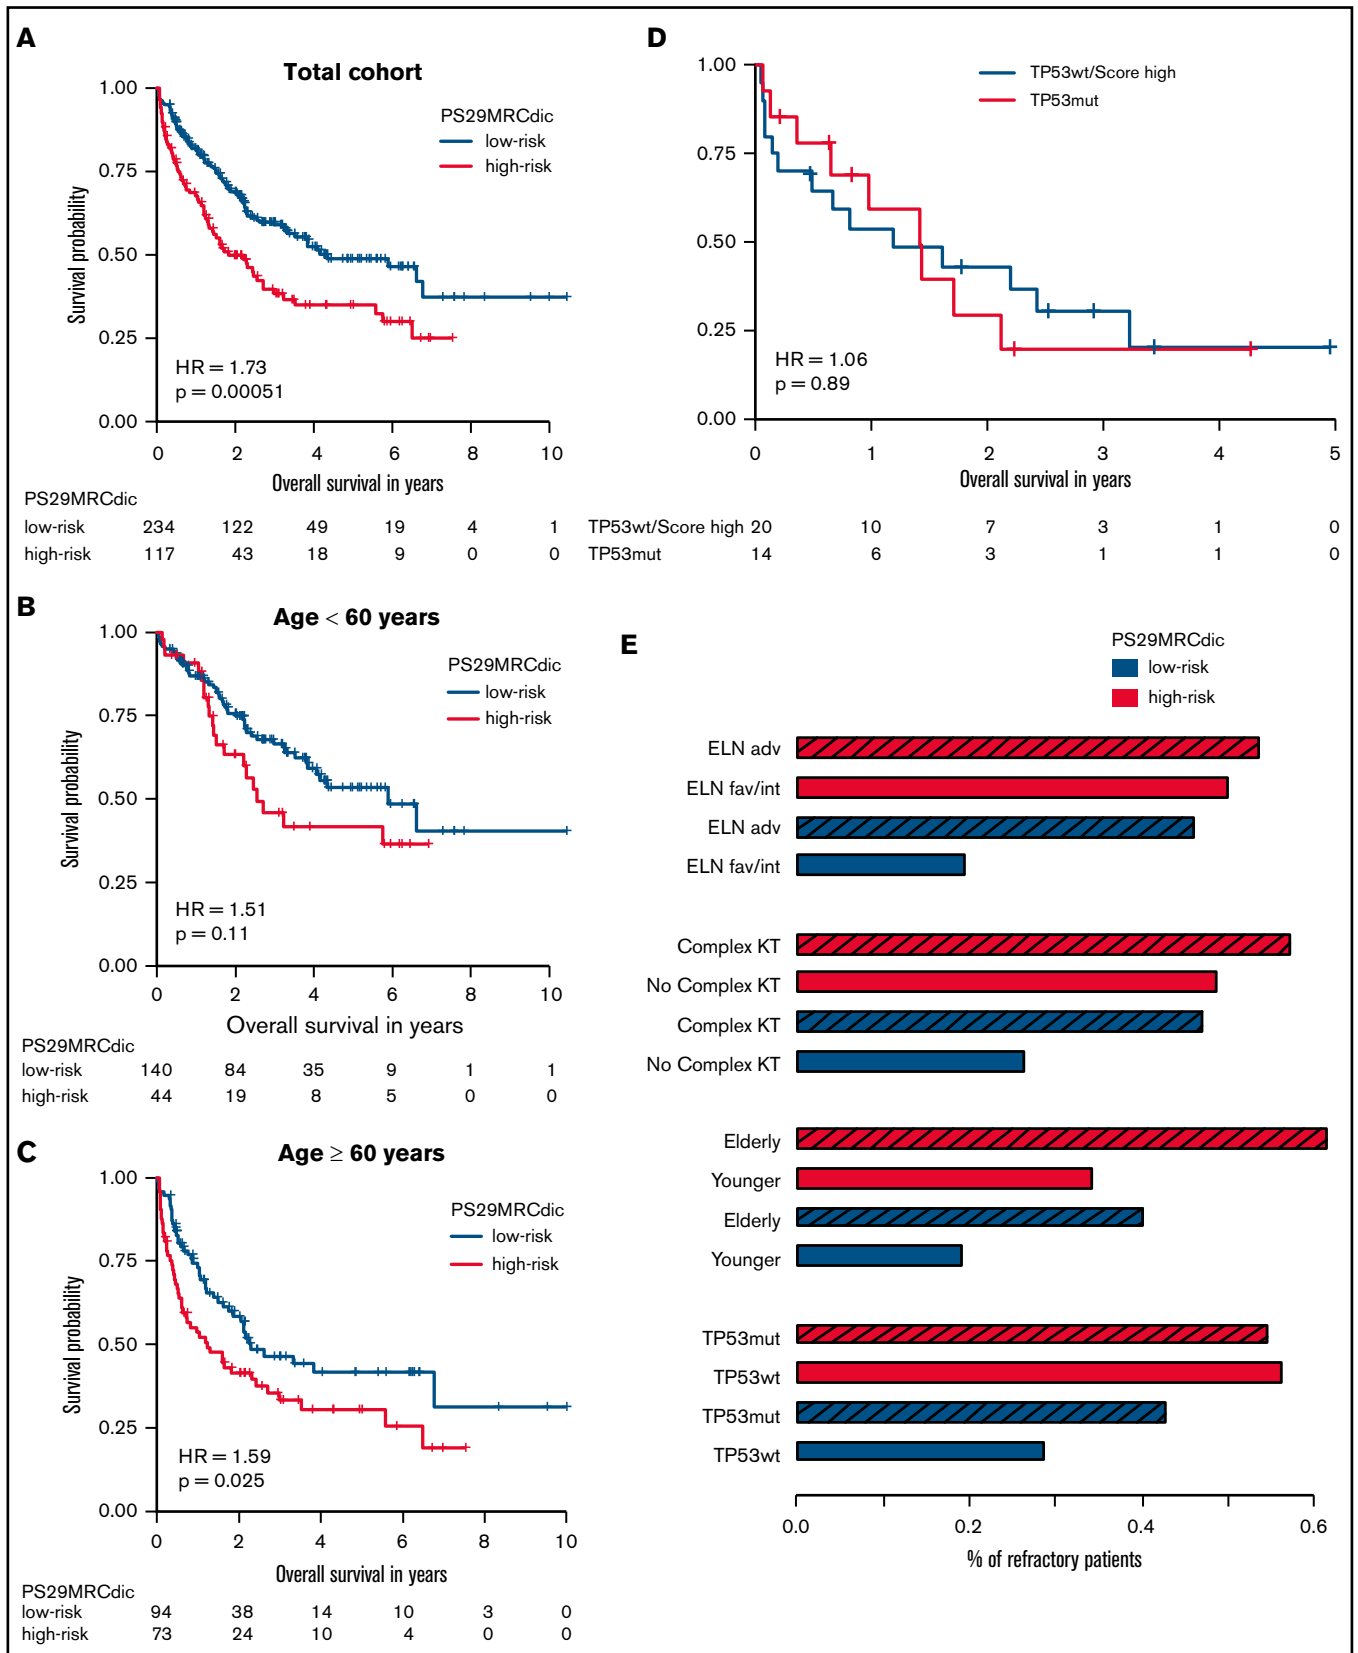 A
Total cohort
PS29MRCdic
low-risk
high-risk
Survival probability
1.00
0.75
0.50
0.25
0.00
HR = 1.73
p = 0.00051
0 2 4 6 8 10
Overall survival in years
PS29MRCdic
low-risk 234 122 49 19 4 1
high-risk 117 43 18 9 0 0
B
Age < 60 years
PS29MRCdic
low-risk
high-risk
Survival probability
1.00
0.75
0.50
0.25
0.00
HR = 1.51
p = 0.11
0 2 4 6 8 10
Overall survival in years
PS29MRCdic
low-risk 140 84 35 9 1 1
high-risk 44 19 8 5 0 0
C
Age ≥ 60 years
PS29MRCdic
low-risk
high-risk
Survival probability
1.00
0.75
0.50
0.25
0.00
HR = 1.59
p = 0.025
0 2 4 6 8 10
Overall survival in years
PS29MRCdic
low-risk 94 38 14 10 3 0
high-risk 73 24 10 4 0 0
D
TP53wt/Score high
TP53mut
1.00
0.75
0.50
0.25
0.00
HR = 1.06
p = 0.89
0 1 2 3 4 5
Overall survival in years
TP53wt/Score high 20 10 7 3 1 0
TP53mut 14 6 3 1 1 0
E
PS29MRCdic
low-risk
high-risk
ELN adv
ELN fav/int
ELN adv
ELN fav/int
Complex KT
No Complex KT
Complex KT
No Complex KT
Elderly
Younger
Elderly
Younger
TP53mut
TP53wt
TP53mut
TP53wt
0.0 0.2 0.4 0.6
% of refractory patients